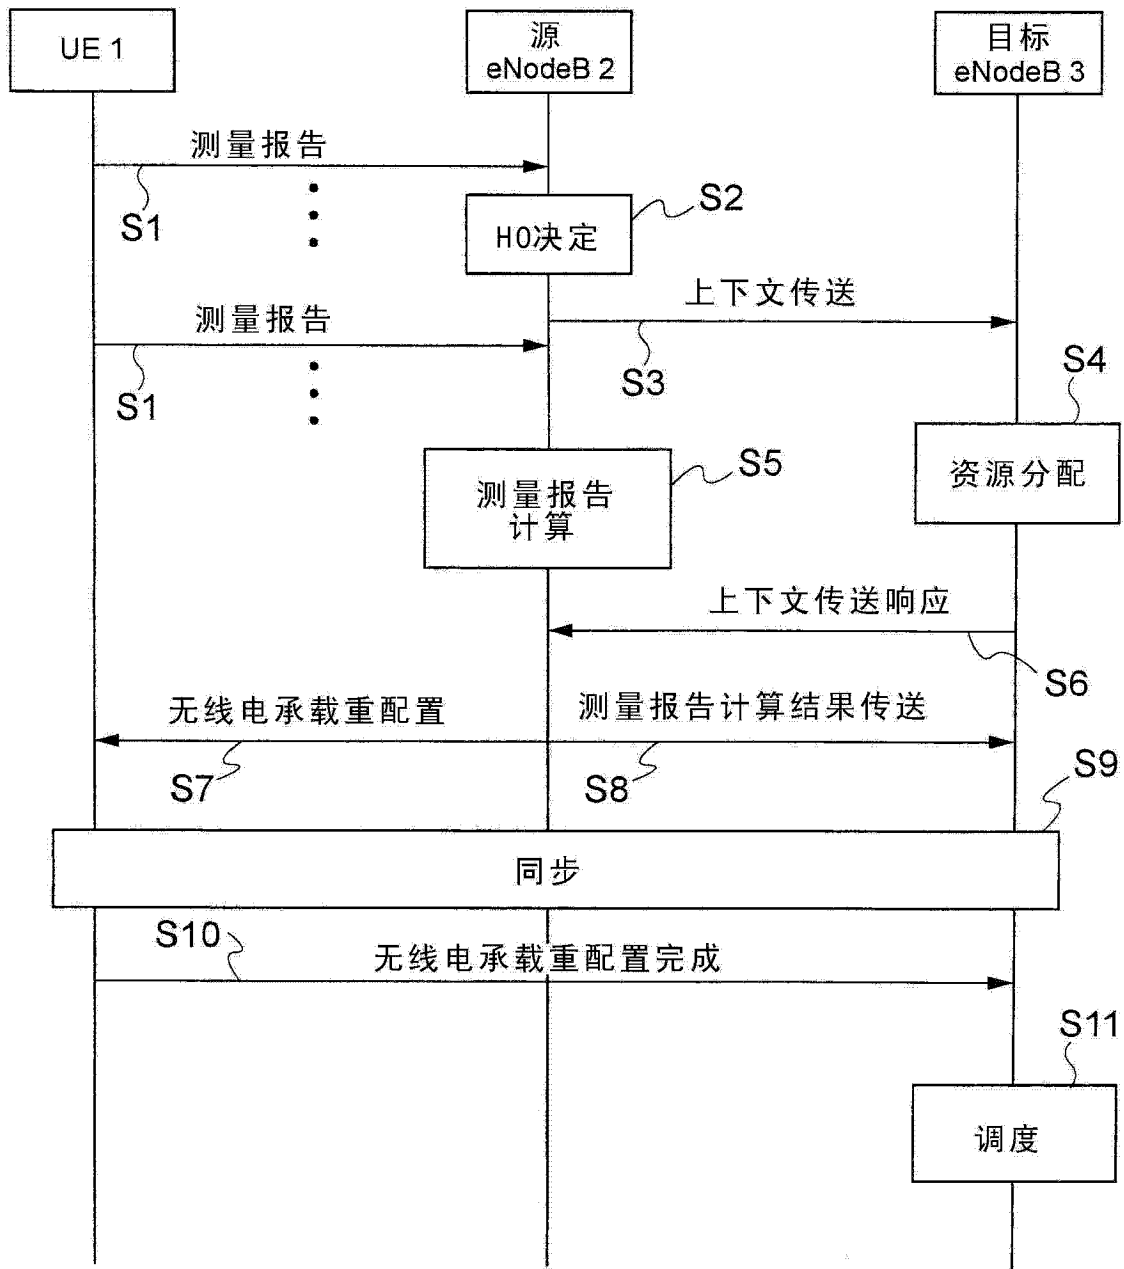 UE 1
源
eNodeB 2
目标
eNodeB 3
测量报告
S1
S2
HO决定
上下文传送
测量报告
S3
S1
S4
资源分配
S5
测量报告
计算
上下文传送响应
S6
无线电承载重配置
测量报告计算结果传送
S7
S8
S9
同步
S10
无线电承载重配置完成
S11
调度